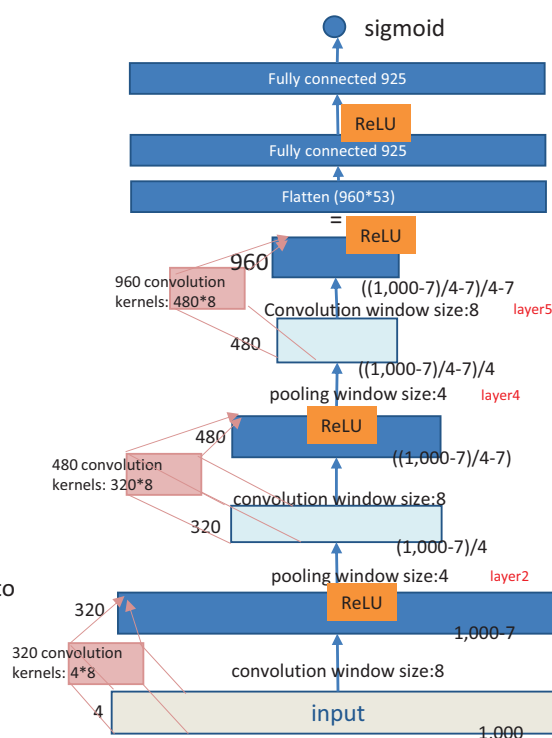 sigmoid
Fully connected 925
ReLU
Fully connected 925
Flatten (960*53)
=
ReLU
960
960 convolution
kernels: 480*8
((1,000-7)/4-7)/4-7
Convolution window size:8
layer5
480
((1,000-7)/4-7)/4
pooling window size:4
layer4
ReLU
480
480 convolution
kernels: 320*8
((1,000-7)/4-7)
convolution window size:8
320
(1,000-7)/4
pooling window size:4
layer2
to
320
ReLU
1,000-7
320 convolution
kernels: 4*8
convolution window size:8
4
input
1,000